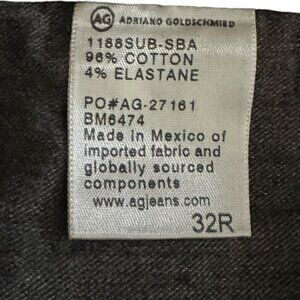 AG ADRIANO GOLDSCHMIED
1188SUB-SBA
96% COTTON
4% ELASTANE
PO#AG-27161
BM6474
Made in Mexico of
imported fabric and
globally sourced
components
www.agjeans.com
32R